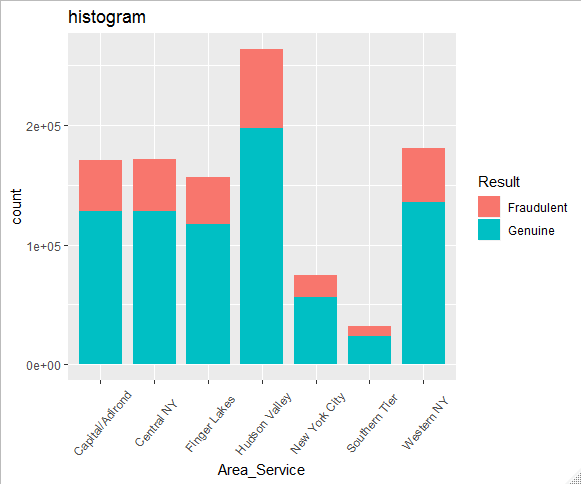 histogram
count
2e+05
1e+05
0e+00
Capital/Adirond
Central NY
Finger Lakes
Hudson Valley
New York City
Southern Tier
Western NY
Area_Service
Result
Fraudulent
Genuine